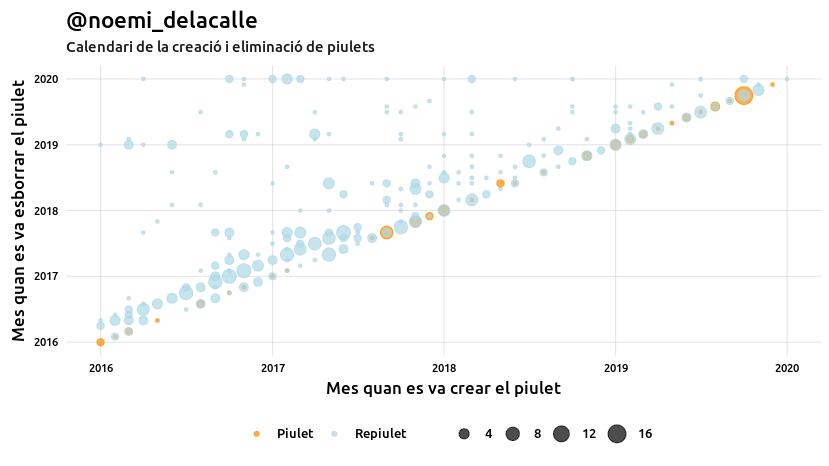 @noemi_delacalle
Calendari de la creació i eliminació de piulets
Mes quan es va esborrar el piulet
2020
2019
2018
2017
2016
2016 2017 2018 2019 2020
Mes quan es va crear el piulet
Piulet Repiulet 4 8 12 16